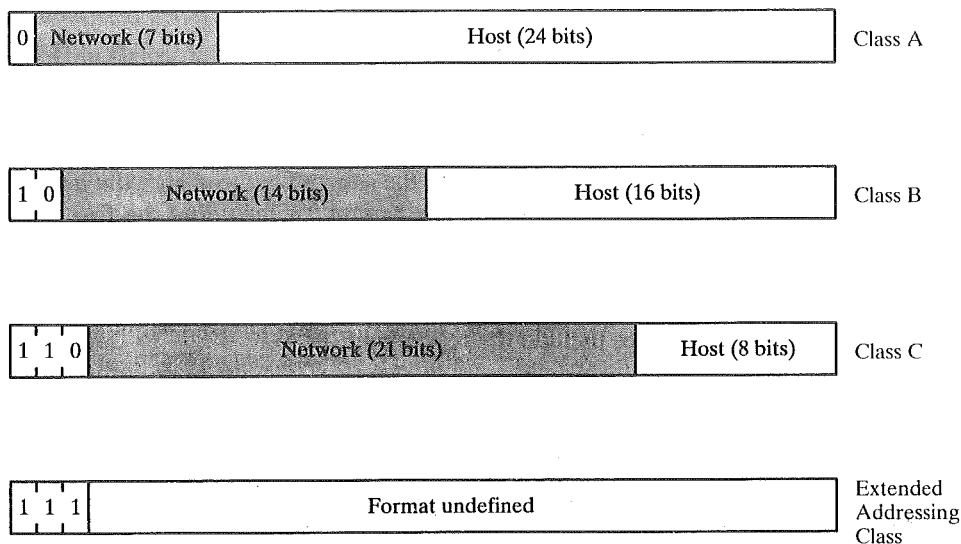 0 Network (7 bits) Host (24 bits) Class A
1 0 Network (14 bits) Host (16 bits) Class B
1 1 0 Network (21 bits) Host (8 bits) Class C
1 1 1 Format undefined Extended
Addressing
Class